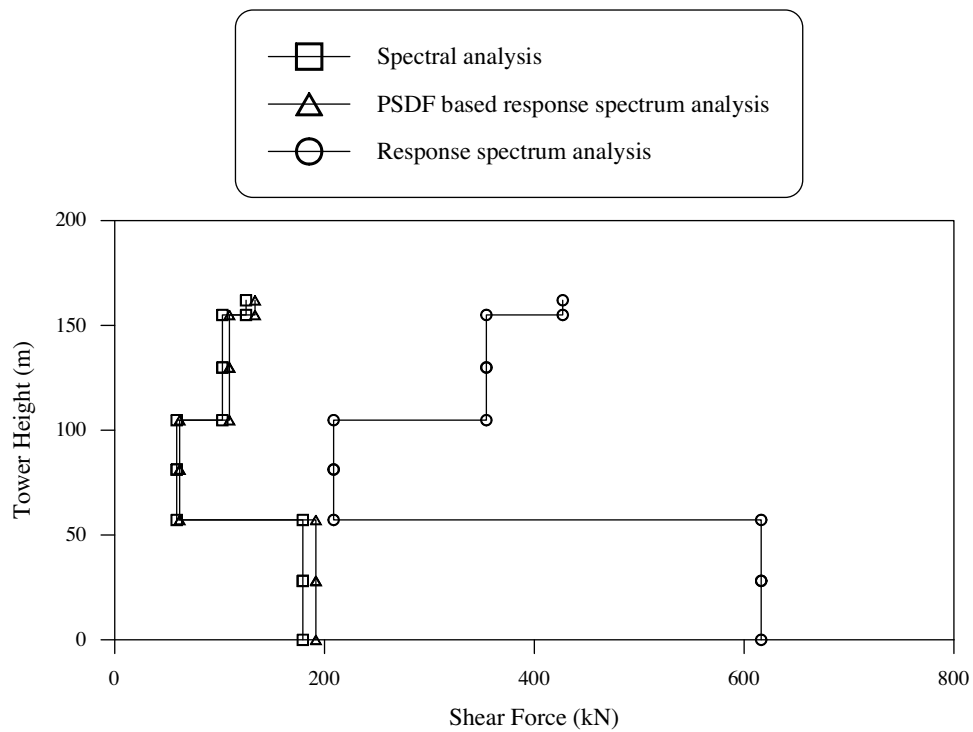 Spectral analysis
PSDF based response spectrum analysis
Response spectrum analysis
200
150
100
50
0
Tower Height (m)
0
200
400
600
800
Shear Force (kN)